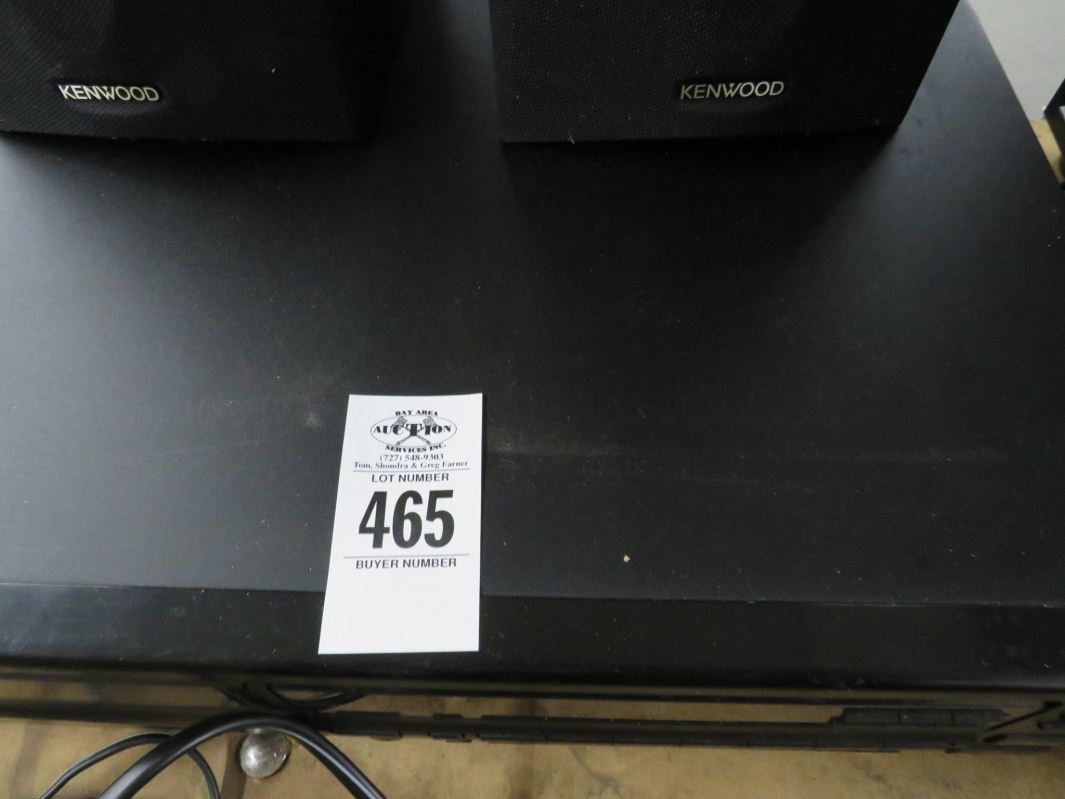 KENWOOD
KENWOOD
BAY AREA
AUCTION
SERVICES INC.
(727) 548-9303
Tom, Shondra & Greg Farner
LOT NUMBER
465
BUYER NUMBER